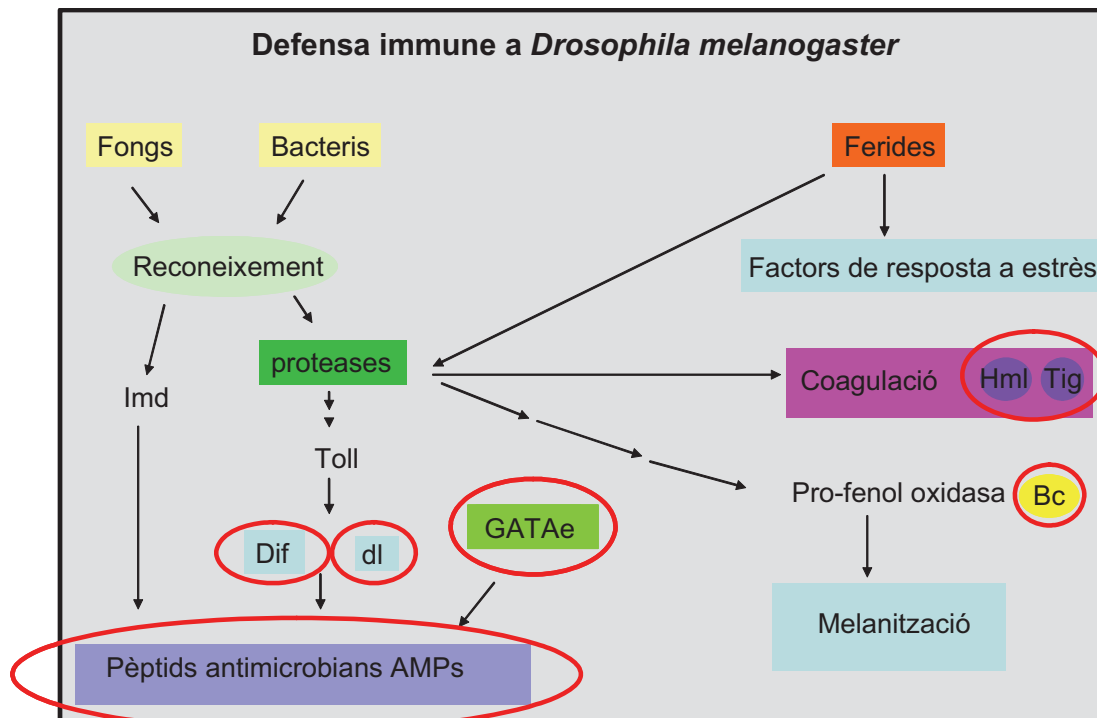 Defensa immune a Drosophila melanogaster
Fongs
Bacteris
Ferides
Reconeixement
Factors de resposta a estrès
proteases
Imd
Coagulació
Hml
Tig
Toll
Pro-fenol oxidasa
Bc
GATAe
Dif
dl
Melanització
Pèptids antimicrobians AMPs